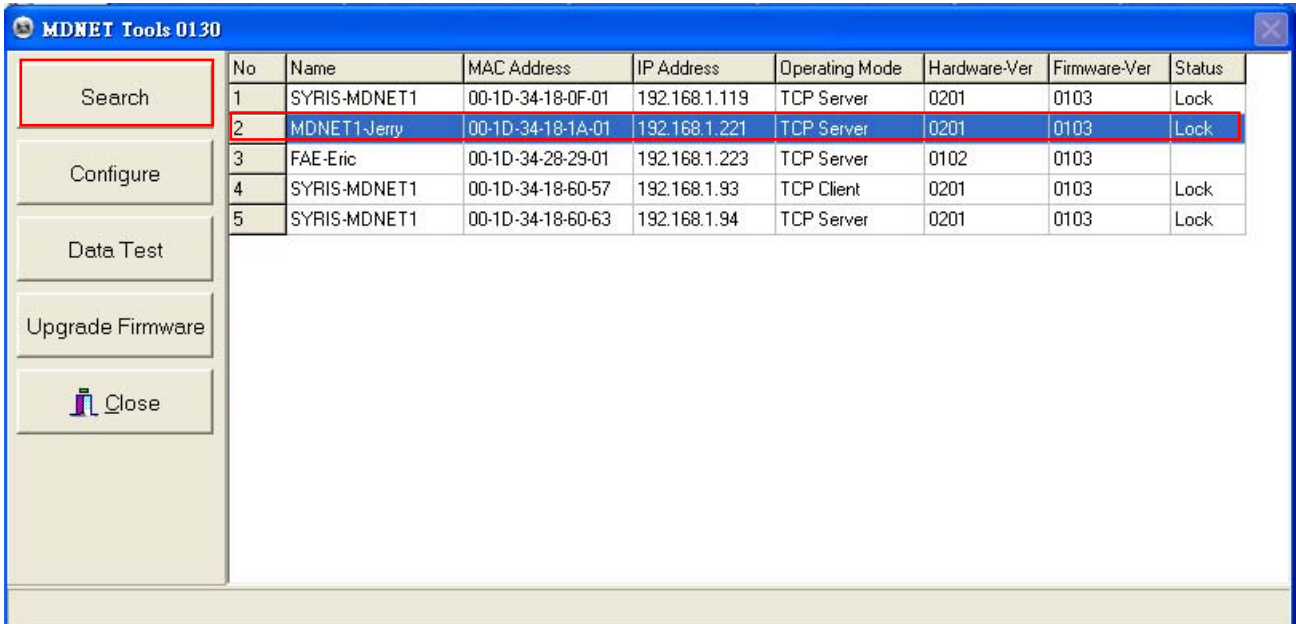 MDNET Tools 0130
Search
Configure
Data Test
Upgrade Firmware
Close
No Name MAC Address IP Address Operating Mode Hardware-Ver Firmware-Ver Status
1 SYRIS-MDNET1 00-1D-34-18-0F-01 192.168.1.119 TCP Server 0201 0103 Lock
2 MDNET1-Jerry 00-1D-34-18-1A-01 192.168.1.221 TCP Server 0201 0103 Lock
3 FAE-Eric 00-1D-34-28-29-01 192.168.1.223 TCP Server 0102 0103
4 SYRIS-MDNET1 00-1D-34-18-60-57 192.168.1.93 TCP Client 0201 0103 Lock
5 SYRIS-MDNET1 00-1D-34-18-60-63 192.168.1.94 TCP Server 0201 0103 Lock